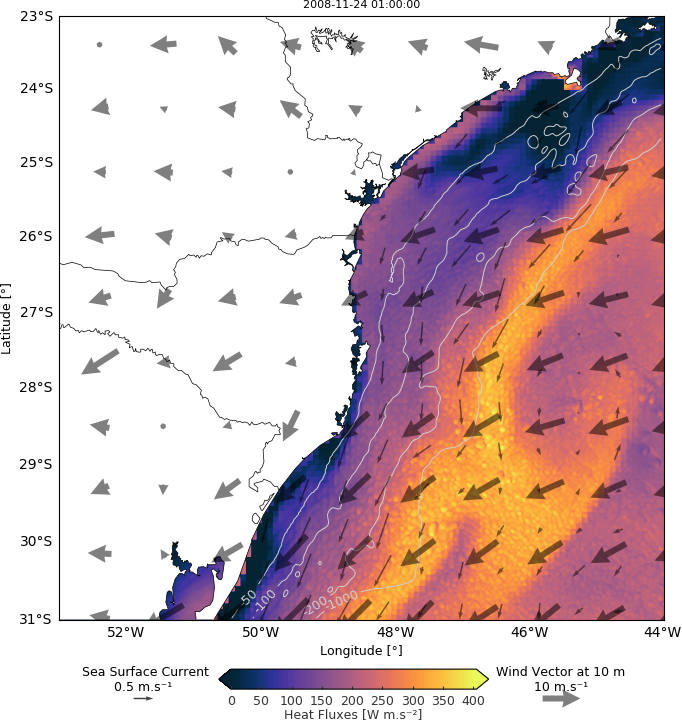 2008-11-24 01:00:00
23°S
24°S
25°S
26°S
27°S
28°S
29°S
30°S
31°S
Latitude [°]
-50
-100
-200
-1000
52°W 50°W 48°W 46°W 44°W
Longitude [°]
Sea Surface Current
0.5 m.s⁻¹
0 50 100 150 200 250 300 350 400
Heat Fluxes [W m.s⁻²]
Wind Vector at 10 m
10 m.s⁻¹